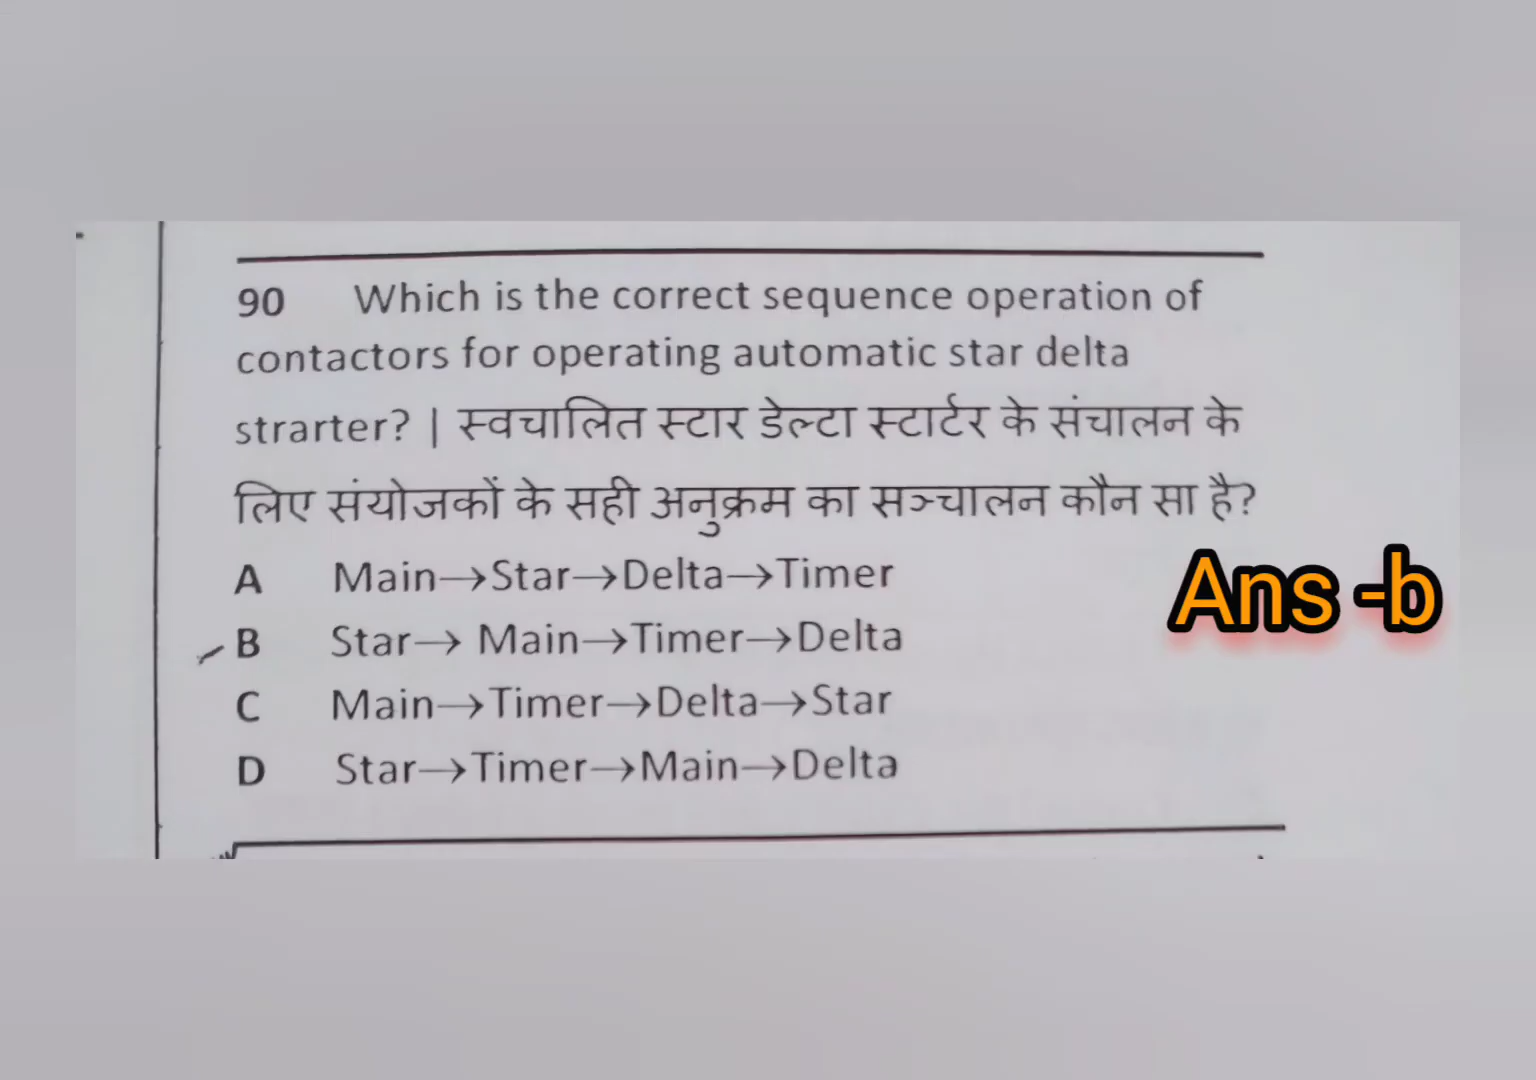 90 Which is the correct sequence operation of
contactors for operating automatic star delta
strarter? | स्वचालित स्टार डेल्टा स्टार्टर के संचालन के
लिए संयोजकों के सही अनुक्रम का सञ्चालन कौन सा है?
A Main→Star→Delta→Timer
B Star→ Main→Timer→Delta
C Main→Timer→Delta→Star
D Star→Timer→Main→Delta
Ans -b